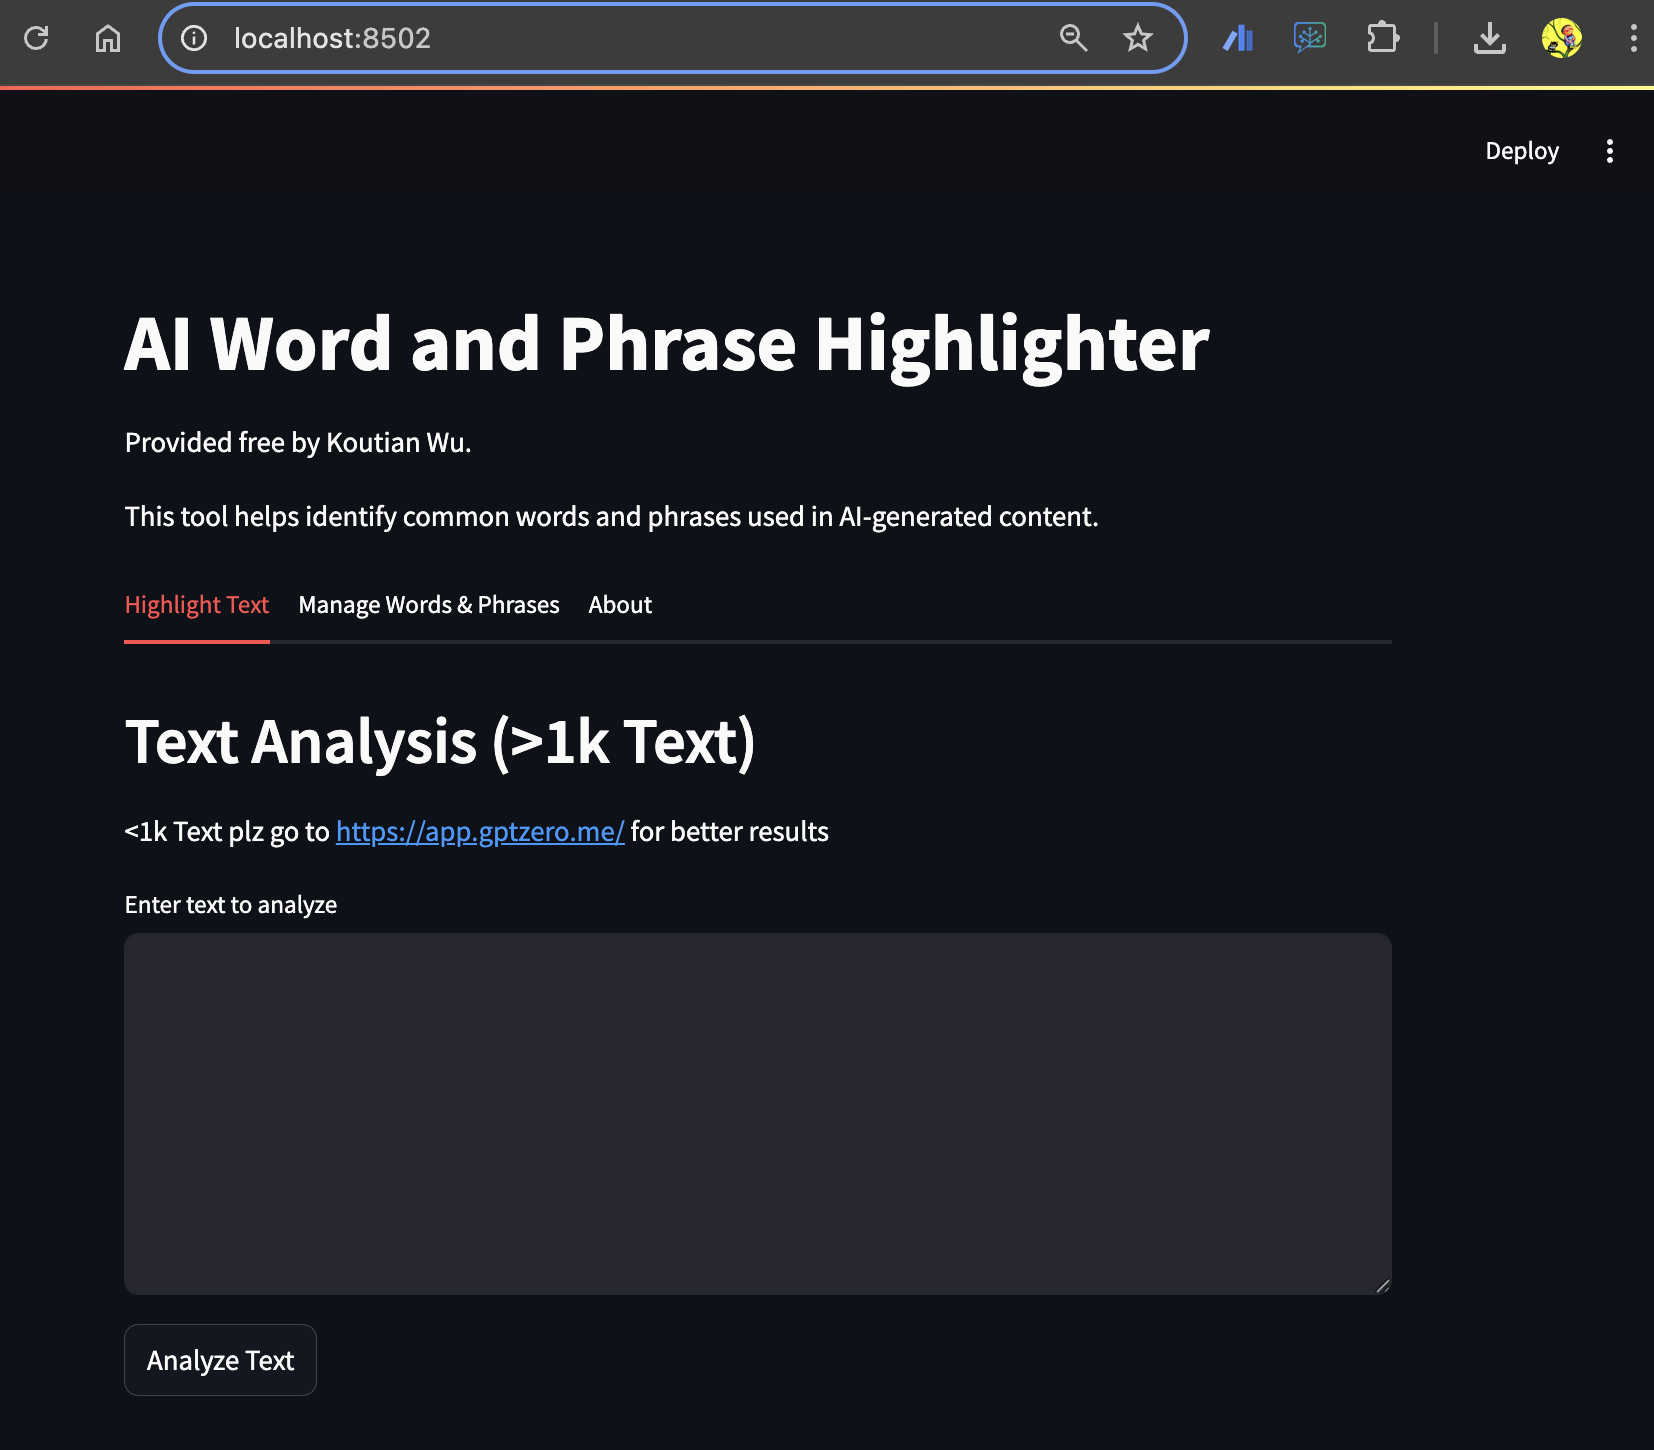 localhost:8502
Deploy
AI Word and Phrase Highlighter
Provided free by Koutian Wu.
This tool helps identify common words and phrases used in AI-generated content.
Highlight Text Manage Words & Phrases About
Text Analysis (>1k Text)
<1k Text plz go to https://app.gptzero.me/ for better results
Enter text to analyze
Analyze Text